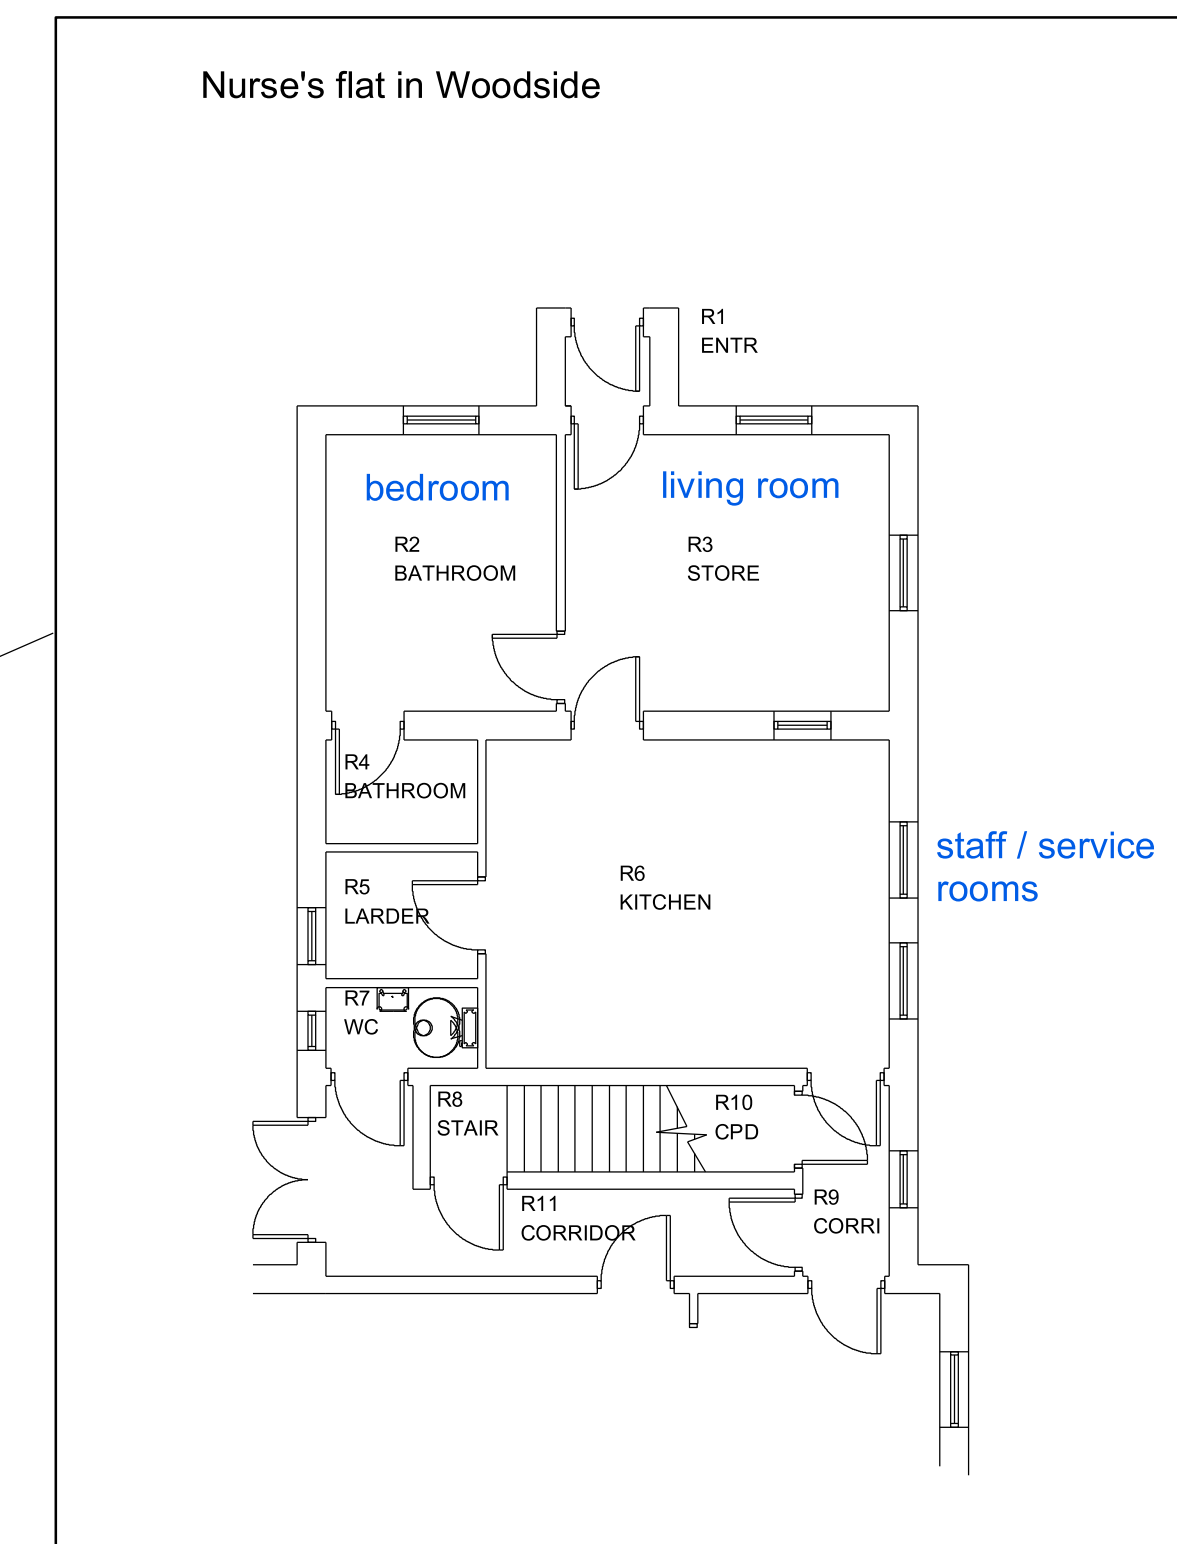 Nurse's flat in Woodside
R1
ENTR
bedroom
living room
R2
BATHROOM
R3
STORE
R4
BATHROOM
staff / service
rooms
R5
LARDER
R6
KITCHEN
R7
WC
R8
STAIR
R10
CPD
R11
CORRIDOR
R9
CORRI